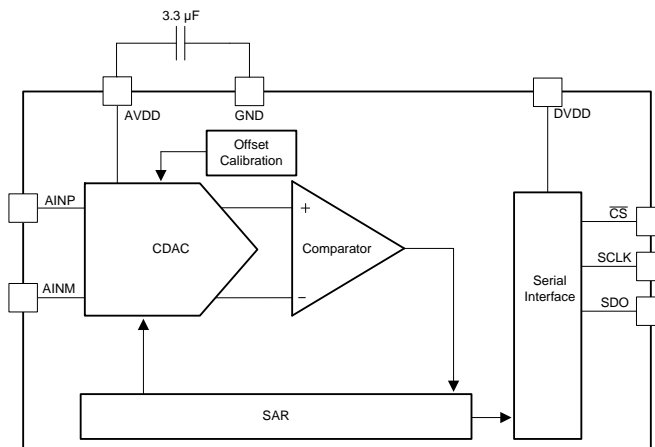 3.3 µF
AVDD
GND
DVDD
Offset
Calibration
AINP
CS
CDAC
+
Comparator
SCLK
Serial
Interface
AINM
−
SDO
SAR